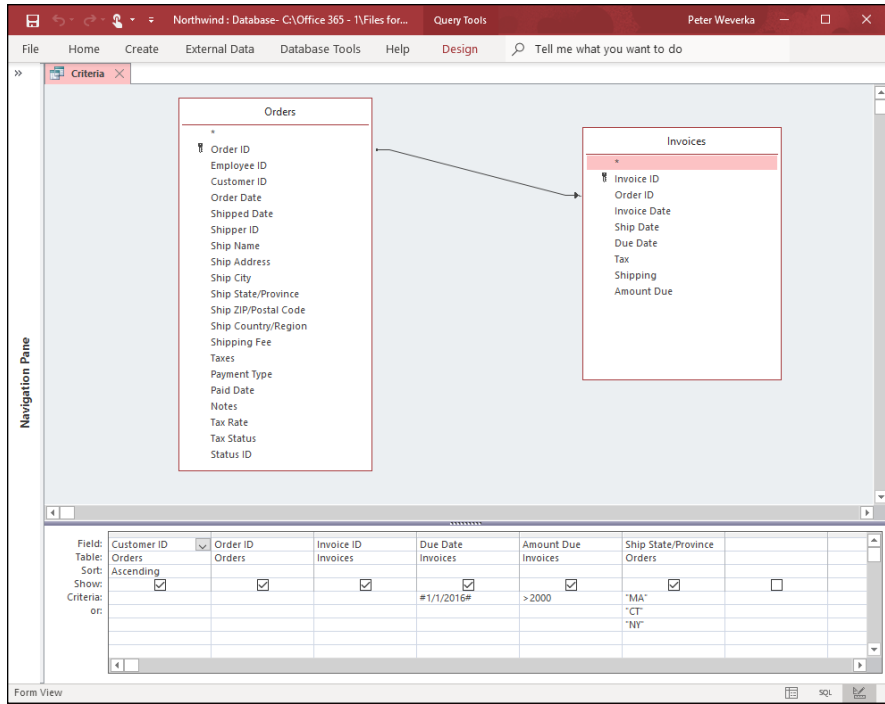 Northwind : Database- C:\Office 365 - 1\Files for... Query Tools Peter Weverka
File Home Create External Data Database Tools Help Design Tell me what you want to do
» Criteria
Navigation Pane
Orders
*
Order ID
Employee ID
Customer ID
Order Date
Shipped Date
Shipper ID
Ship Name
Ship Address
Ship City
Ship State/Province
Ship ZIP/Postal Code
Ship Country/Region
Shipping Fee
Taxes
Payment Type
Paid Date
Notes
Tax Rate
Tax Status
Status ID
Invoices
*
Invoice ID
Order ID
Invoice Date
Ship Date
Due Date
Tax
Shipping
Amount Due
Field: Customer ID Order ID Invoice ID Due Date Amount Due Ship State/Province
Table: Orders Orders Invoices Invoices Invoices Orders
Sort: Ascending
Show:
Criteria: #1/1/2016# >2000 "MA"
or: "CT"
"NY"
Form View SQL